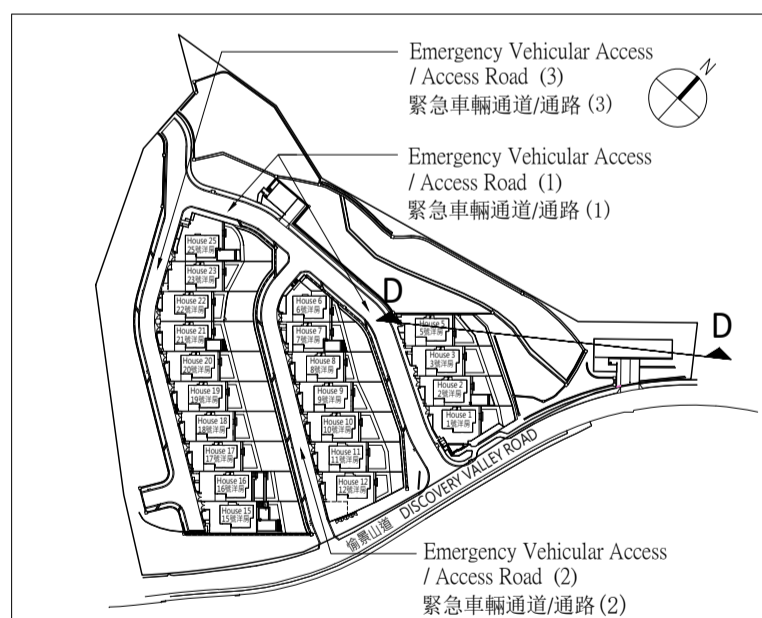 Emergency Vehicular Access
/ Access Road (3)
緊急車輛通道/通路 (3)
N
Emergency Vehicular Access
/ Access Road (1)
緊急車輛通道/通路 (1)
House 25
25號洋房
House 23
23號洋房
House 22
22號洋房
House 21
21號洋房
House 20
20號洋房
House 19
19號洋房
House 18
18號洋房
House 17
17號洋房
House 16
16號洋房
House 15
15號洋房
House 6
6號洋房
House 7
7號洋房
House 8
8號洋房
House 9
9號洋房
House 10
10號洋房
House 11
11號洋房
House 12
12號洋房
D
House 5
5號洋房
House 3
3號洋房
House 2
2號洋房
House 1
1號洋房
D
愉景山道 DISCOVERY VALLEY ROAD
Emergency Vehicular Access
/ Access Road (2)
緊急車輛通道/通路 (2)